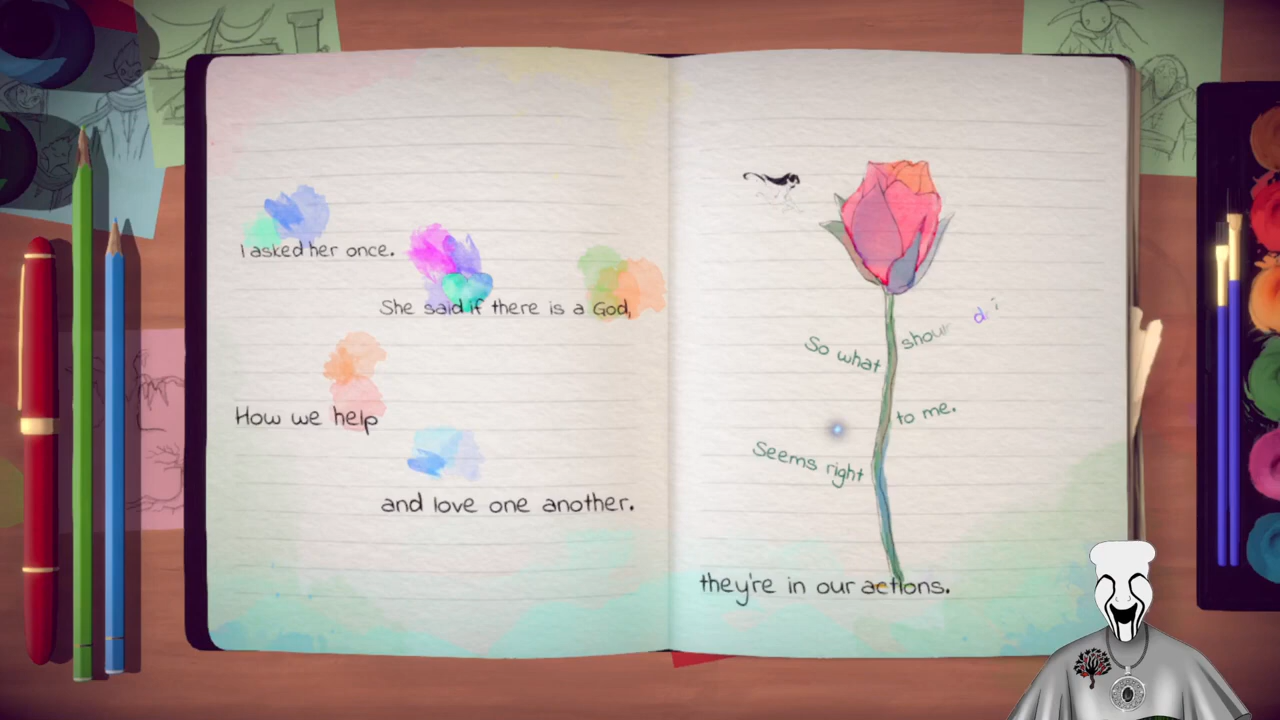 I asked her once.
She said if there is a God,
How we help
and love one another.
So what
to me.
Seems right
they're in our actions.